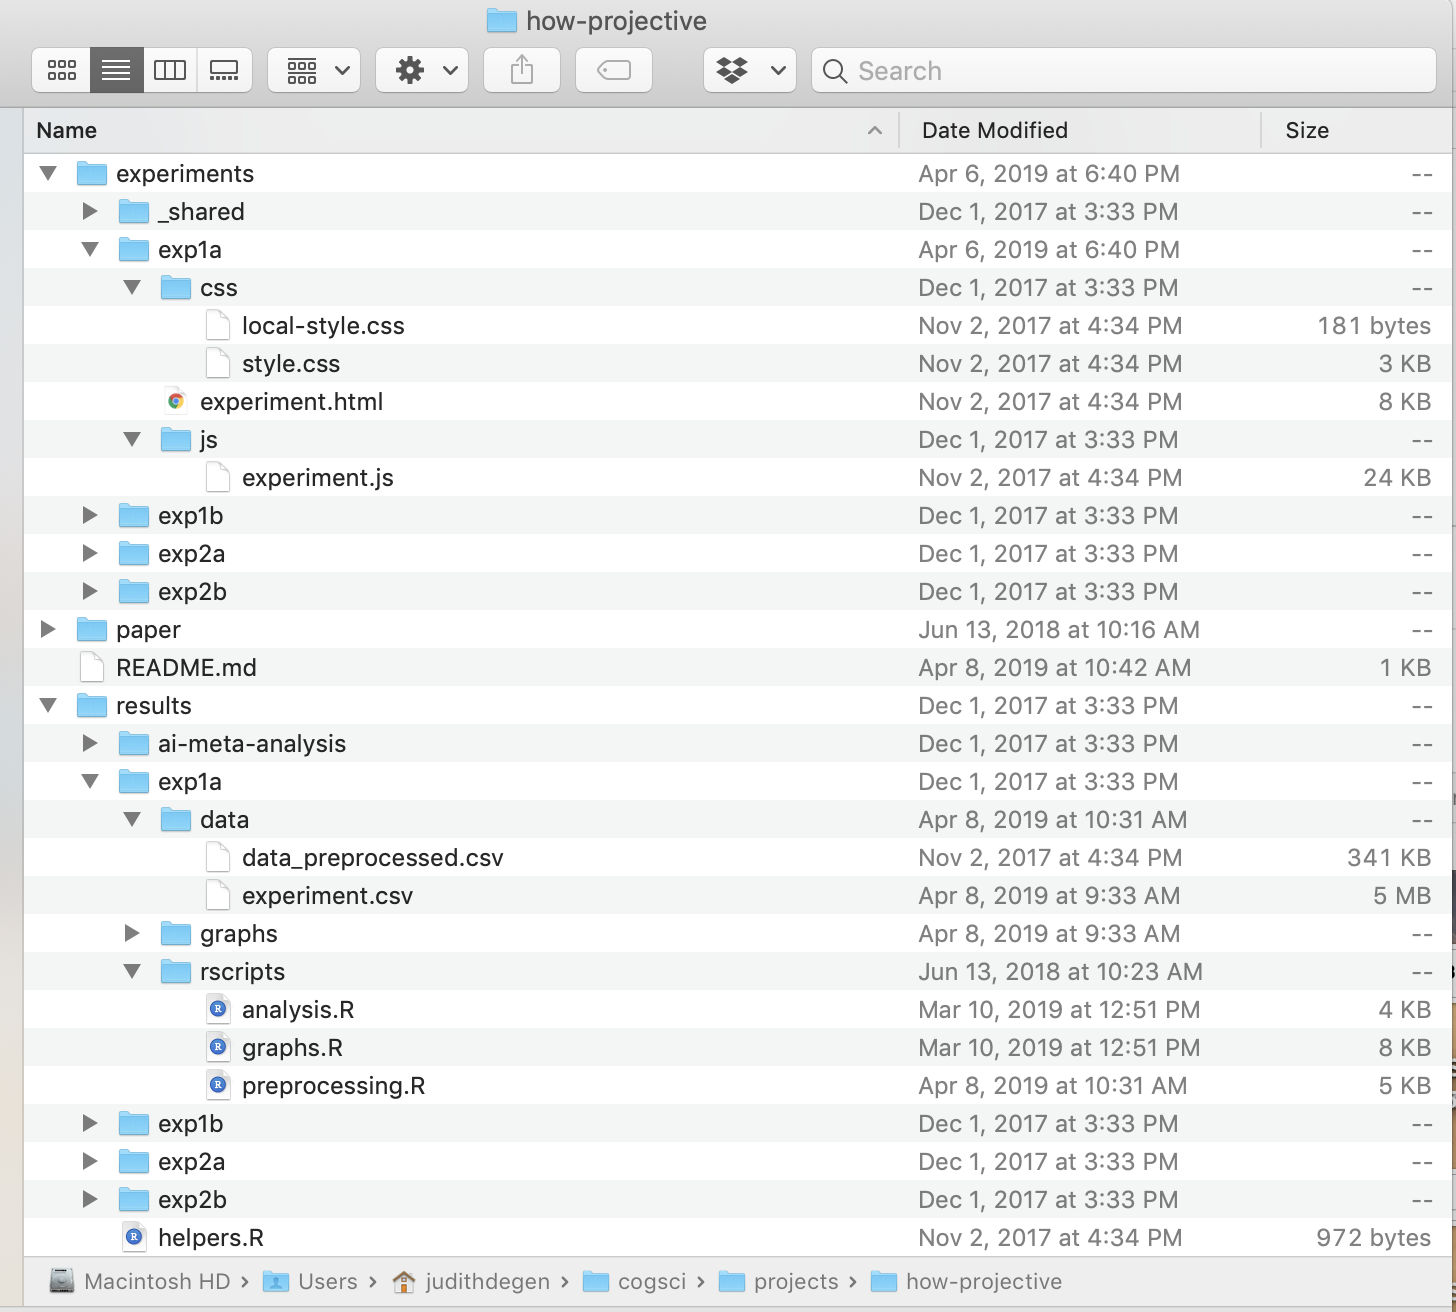 how-projective
Search
Name Date Modified Size
experiments Apr 6, 2019 at 6:40 PM --
_shared Dec 1, 2017 at 3:33 PM --
exp1a Apr 6, 2019 at 6:40 PM --
css Dec 1, 2017 at 3:33 PM --
local-style.css Nov 2, 2017 at 4:34 PM 181 bytes
style.css Nov 2, 2017 at 4:34 PM 3 KB
experiment.html Nov 2, 2017 at 4:34 PM 8 KB
js Dec 1, 2017 at 3:33 PM --
experiment.js Nov 2, 2017 at 4:34 PM 24 KB
exp1b Dec 1, 2017 at 3:33 PM --
exp2a Dec 1, 2017 at 3:33 PM --
exp2b Dec 1, 2017 at 3:33 PM --
paper Jun 13, 2018 at 10:16 AM --
README.md Apr 8, 2019 at 10:42 AM 1 KB
results Dec 1, 2017 at 3:33 PM --
ai-meta-analysis Dec 1, 2017 at 3:33 PM --
exp1a Dec 1, 2017 at 3:33 PM --
data Apr 8, 2019 at 10:31 AM --
data_preprocessed.csv Nov 2, 2017 at 4:34 PM 341 KB
experiment.csv Apr 8, 2019 at 9:33 AM 5 MB
graphs Apr 8, 2019 at 9:33 AM --
rscripts Jun 13, 2018 at 10:23 AM --
analysis.R Mar 10, 2019 at 12:51 PM 4 KB
graphs.R Mar 10, 2019 at 12:51 PM 8 KB
preprocessing.R Apr 8, 2019 at 10:31 AM 5 KB
exp1b Dec 1, 2017 at 3:33 PM --
exp2a Dec 1, 2017 at 3:33 PM --
exp2b Dec 1, 2017 at 3:33 PM --
helpers.R Nov 2, 2017 at 4:34 PM 972 bytes
Macintosh HD › Users › judithdegen › cogsci › projects › how-projective